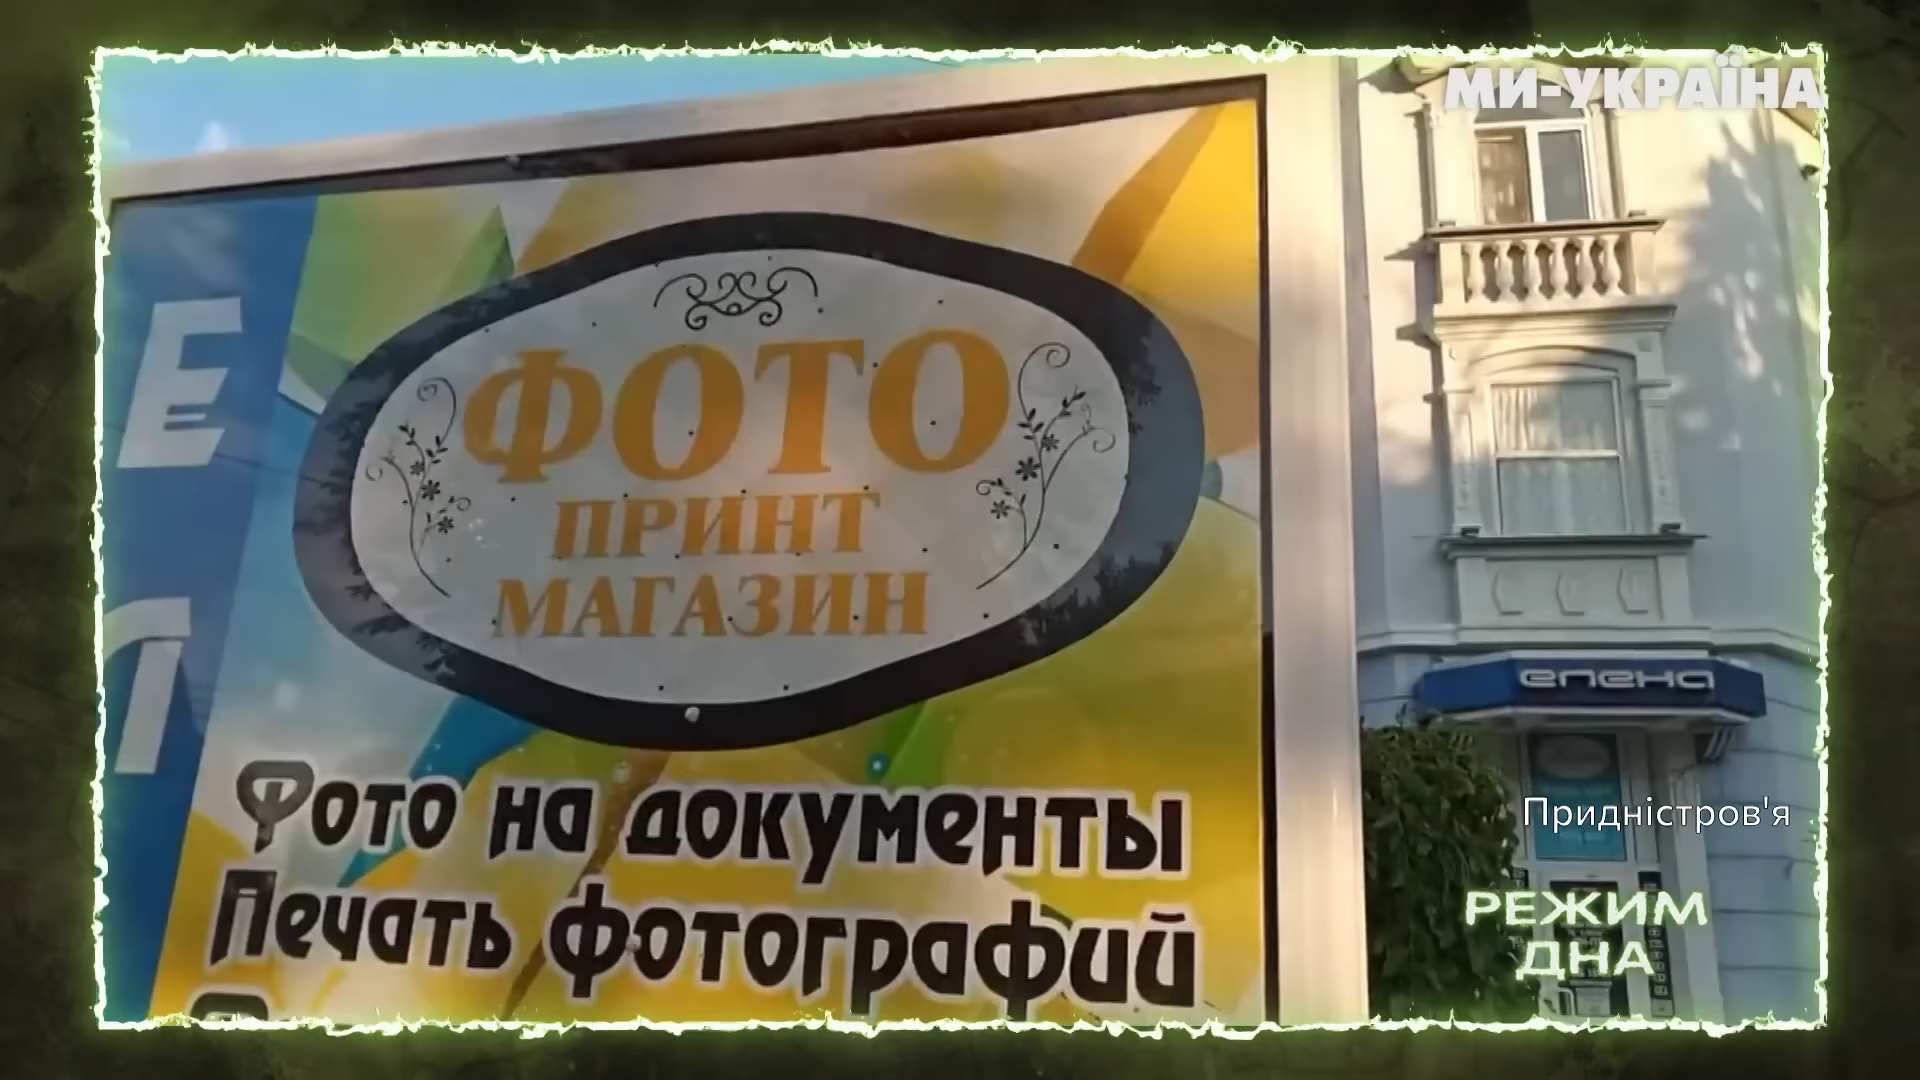 МИ-УКРАЇНА
Е
Л
ФОТО
ПРИНТ
МАГАЗИН
Фото на документы
Печать фотографий
елена
Придністров'я
РЕЖИМ
ДНА